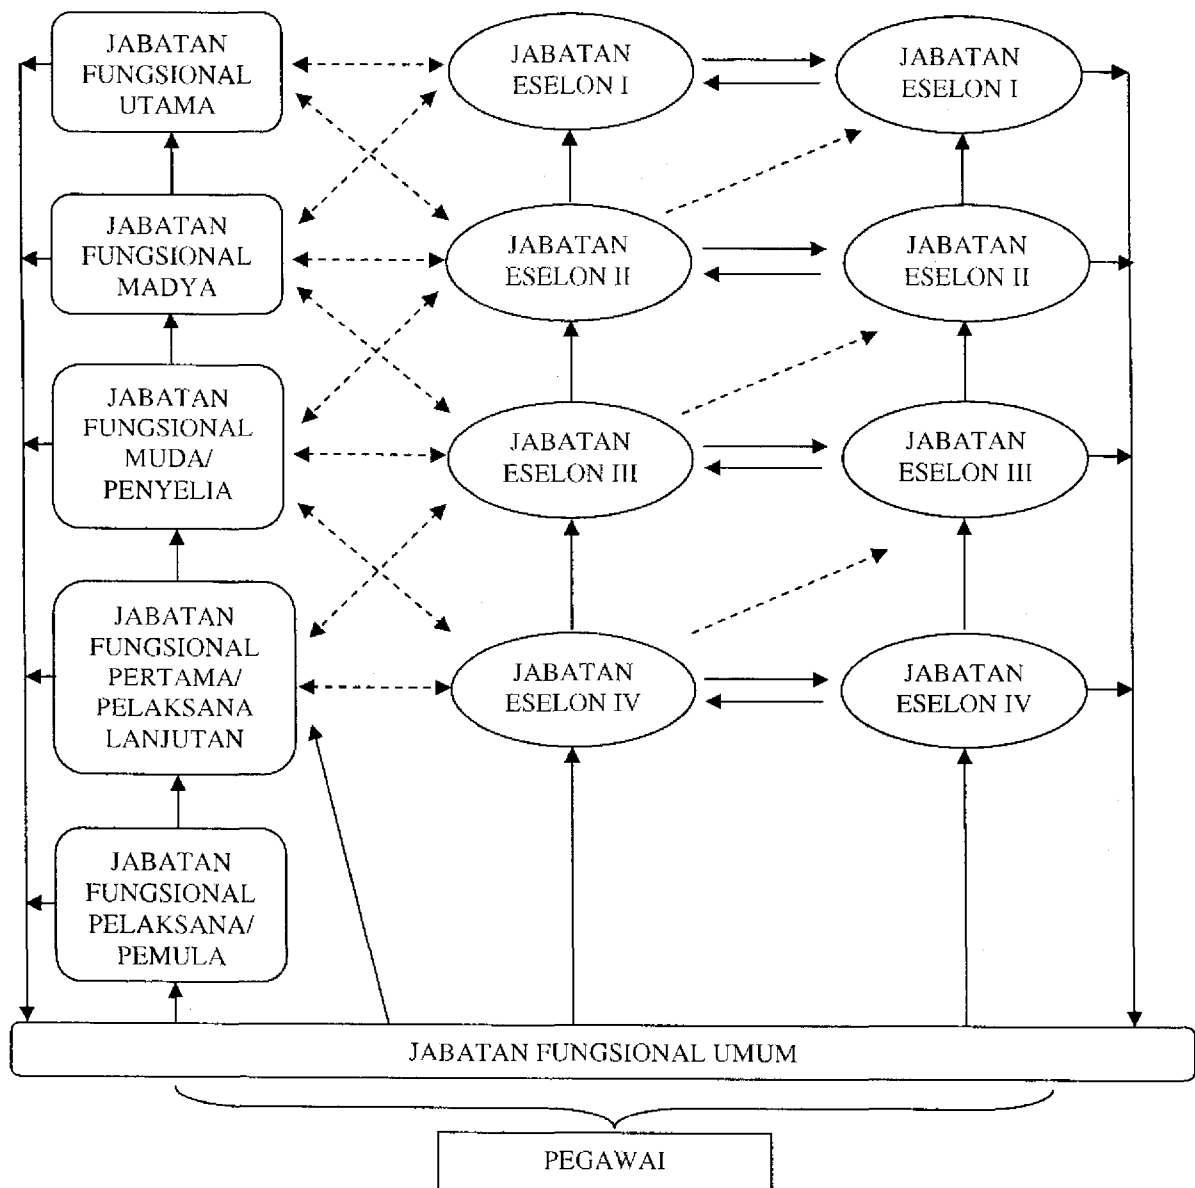 JABATAN
FUNGSIONAL
UTAMA
JABATAN
ESELON I
JABATAN
ESELON I
JABATAN
FUNGSIONAL
MADYA
JABATAN
ESELON II
JABATAN
ESELON II
JABATAN
FUNGSIONAL
MUDA/
PENYELIA
JABATAN
ESELON III
JABATAN
ESELON III
JABATAN
FUNGSIONAL
PERTAMA/
PELAKSANA
LANJUTAN
JABATAN
ESELON IV
JABATAN
ESELON IV
JABATAN
FUNGSIONAL
PELAKSANA/
PEMULA
JABATAN FUNGSIONAL UMUM
PEGAWAI